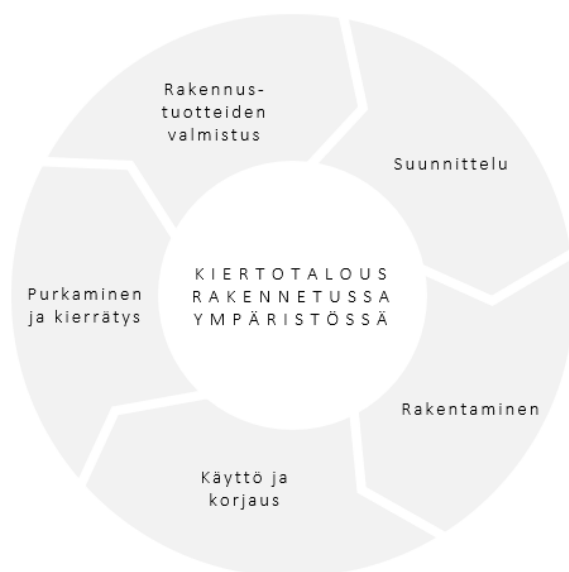 Rakennus-
tuotteiden
valmistus
Suunnittelu
KIERTOTALOUS
RAKENNETUSSA
YMPÄRISTÖSSÄ
Purkaminen
ja kierrätys
Rakentaminen
Käyttö ja
korjaus